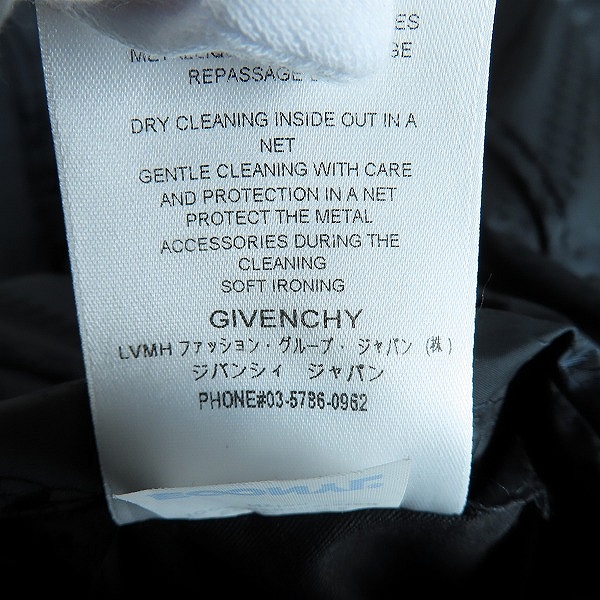 ES
GE
REPASSAGE
DRY CLEANING INSIDE OUT IN A
NET
GENTLE CLEANING WITH CARE
AND PROTECTION IN A NET
PROTECT THE METAL
ACCESSORIES DURING THE
CLEANING
SOFT IRONING
GIVENCHY
LVMH ファッション・グループ・ ジャパン (株)
ジバンシィ ジャパン
PHONE#03-5786-0962